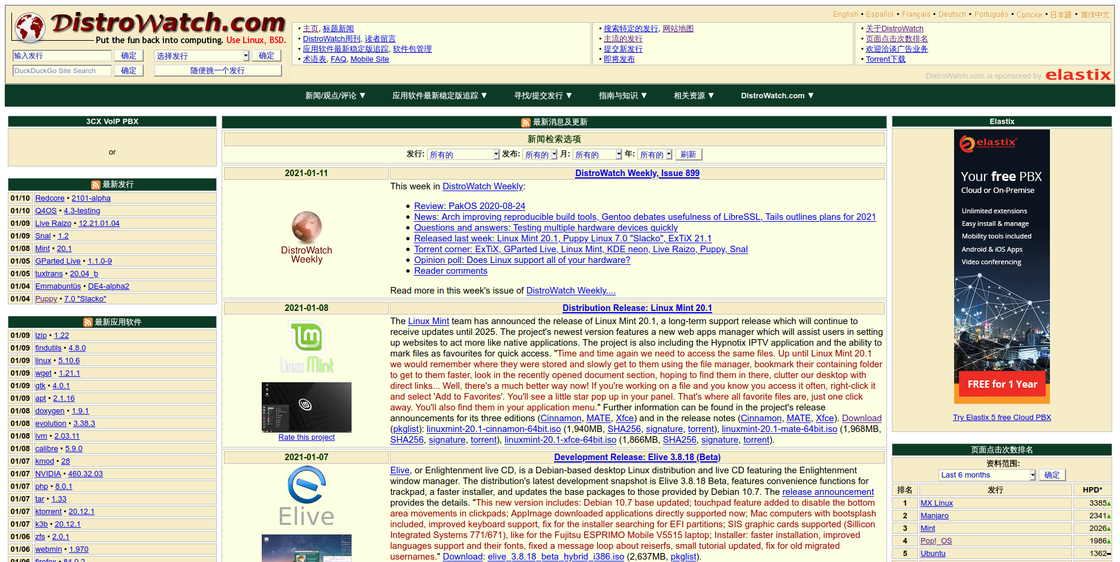 English • Español • Français • Deutsch • Português • Српски • 日本語 • 简体中文
DistroWatch.com
Put the fun back into computing. Use Linux, BSD.
输入发行 确定 选择发行 确定
DuckDuckGo Site Search 确定 随便挑一个发行
• 主页, 标题新闻
• DistroWatch周刊, 读者留言
• 应用软件最新稳定版追踪, 软件包管理
• 术语表, FAQ, Mobile Site
• 搜索特定的发行, 网站地图
• 主流的发行
• 提交新发行
• 即将发布
• 关于DistroWatch
• 页面点击次数排名
• 欢迎洽谈广告业务
• Torrent下载
DistroWatch.com is sponsored by elastix
新闻/观点/评论 ▼ 应用软件最新稳定版追踪 ▼ 寻找/提交发行 ▼ 指南与知识 ▼ 相关资源 ▼ DistroWatch.com ▼
3CX VoIP PBX
or
最新发行
01/10 Redcore • 2101-alpha
01/10 Q4OS • 4.3-testing
01/09 Live Raizo • 12.21.01.04
01/09 Snal • 1.2
01/08 Mint • 20.1
01/05 GParted Live • 1.1.0-9
01/05 tuxtrans • 20.04_b
01/04 Emmabuntüs • DE4-alpha2
01/04 Puppy • 7.0 "Slacko"
最新应用软件
01/09 lzip • 1.22
01/09 findutils • 4.8.0
01/09 linux • 5.10.6
01/09 wget • 1.21.1
01/09 gtk • 4.0.1
01/09 apt • 2.1.16
01/08 doxygen • 1.9.1
01/08 evolution • 3.38.3
01/08 lvm • 2.03.11
01/08 calibre • 5.9.0
01/07 kmod • 28
01/07 NVIDIA • 460.32.03
01/07 php • 8.0.1
01/07 tar • 1.33
01/07 ktorrent • 20.12.1
01/07 k3b • 20.12.1
01/06 zfs • 2.0.1
01/06 webmin • 1.970
01/06 firefox • 84.0.2
最新消息及更新
新闻检索选项
发行: 所有的 发布: 所有的 月: 所有的 年: 所有的 刷新
2021-01-11 DistroWatch Weekly, Issue 899
DistroWatch
Weekly
This week in DistroWatch Weekly:
• Review: PakOS 2020-08-24
• News: Arch improving reproducible build tools, Gentoo debates usefulness of LibreSSL, Tails outlines plans for 2021
• Questions and answers: Testing multiple hardware devices quickly
• Released last week: Linux Mint 20.1, Puppy Linux 7.0 "Slacko", ExTiX 21.1
• Torrent corner: ExTiX, GParted Live, Linux Mint, KDE neon, Live Raizo, Puppy, Snal
• Opinion poll: Does Linux support all of your hardware?
• Reader comments
Read more in this week's issue of DistroWatch Weekly....
2021-01-08 Distribution Release: Linux Mint 20.1
Linux Mint
Rate this project
The Linux Mint team has announced the release of Linux Mint 20.1, a long-term support release which will continue to
receive updates until 2025. The project's newest version features a new web apps manager which will assist users in setting
up websites to act more like native applications. The project is also including the Hypnotix IPTV application and the ability to
mark files as favourites for quick access. "Time and time again we need to access the same files. Up until Linux Mint 20.1
we would remember where they were stored and slowly get to them using the file manager, bookmark their containing folder
to get to them faster, look in the recently opened document section, hoping to find them in there, clutter our desktop with
direct links... Well, there's a much better way now! If you're working on a file and you know you access it often, right-click it
and select 'Add to Favorites'. You'll see a little star pop up in your panel. That's where all favorite files are, just one click
away. You'll also find them in your application menu." Further information can be found in the project's release
announcements for its three editions (Cinnamon, MATE, Xfce) and in the release notes (Cinnamon, MATE, Xfce). Download
(pkglist): linuxmint-20.1-cinnamon-64bit.iso (1,940MB, SHA256, signature, torrent), linuxmint-20.1-mate-64bit.iso (1,968MB,
SHA256, signature, torrent), linuxmint-20.1-xfce-64bit.iso (1,866MB, SHA256, signature, torrent).
2021-01-07 Development Release: Elive 3.8.18 (Beta)
Elive
Elive, or Enlightenment live CD, is a Debian-based desktop Linux distribution and live CD featuring the Enlightenment
window manager. The distribution's latest development snapshot is Elive 3.8.18 Beta, features convenience functions for
trackpad, a faster installer, and updates the base packages to those provided by Debian 10.7. The release announcement
provides the details. "This new version includes: Debian 10.7 base updated; touchpad feature added to disable the bottom
area movements in clickpads; AppImage downloaded applications directly supported now; Mac computers with bootsplash
included, improved keyboard support, fix for the installer searching for EFI partitions; SIS graphic cards supported (Sillicon
Integrated Systems 771/671), like for the Fujitsu ESPRIMO Mobile V5515 laptop; Installer: faster installation, improved
languages support and their fonts, fixed a message loop about reiserfs, small tutorial updated, fix for old migrated
usernames." Download: elive_3.8.18_beta_hybrid_i386.iso (2,637MB, pkglist).
Elastix
elastix
Your free PBX
Cloud or On-Premise
Unlimited extensions
Easy install & manage
Mobility tools included
Android & iOS Apps
Video conferencing
FREE for 1 Year
Try Elastix 5 free Cloud PBX
页面点击次数排名
资料范围:
Last 6 months 确定
排名 发行 HPD*
1 MX Linux 3385▲
2 Manjaro 2341▲
3 Mint 2026▲
4 Pop!_OS 1986▲
5 Ubuntu 1362